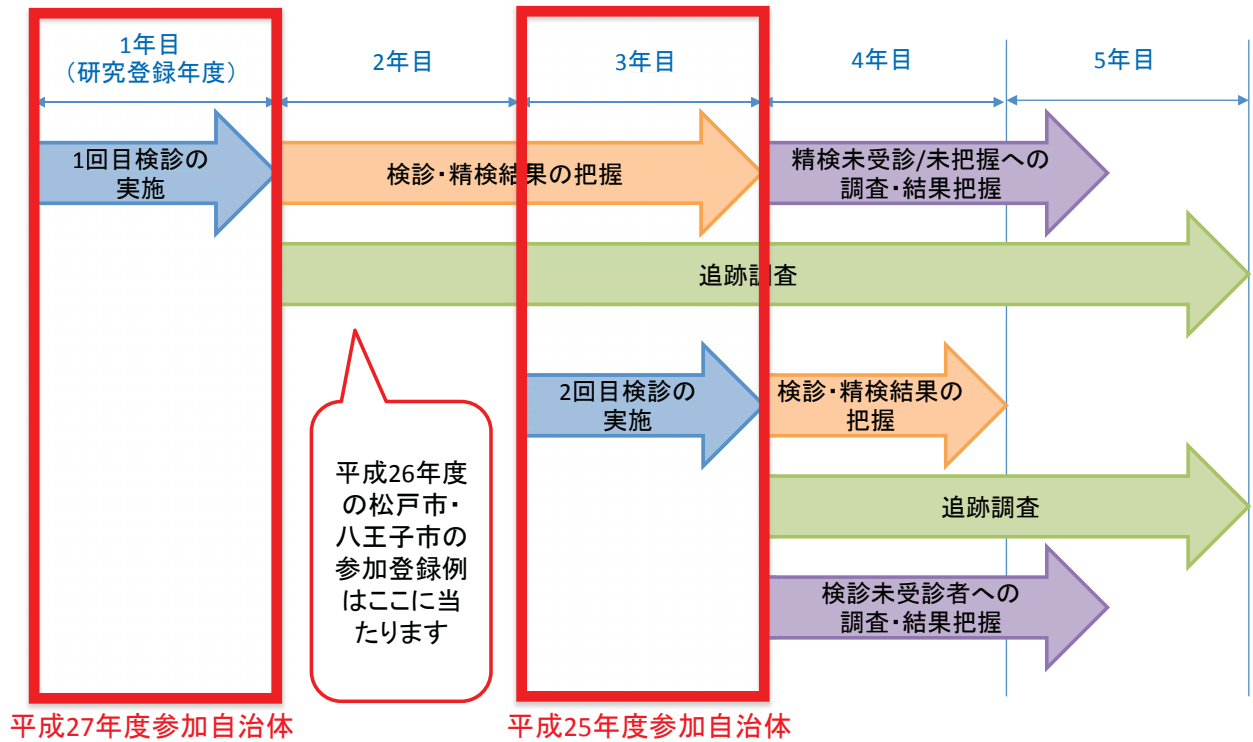 1年目
(研究登録年度)
2年目
3年目
4年目
5年目
1回目検診の
実施
検診・精検結果の把握
精検未受診/未把握への
調査・結果把握
追跡調査
2回目検診の
実施
検診・精検結果の
把握
平成26年度
の松戸市・
八王子市の
参加登録例
はここに当
たります
追跡調査
検診未受診者への
調査・結果把握
平成27年度参加自治体
平成25年度参加自治体